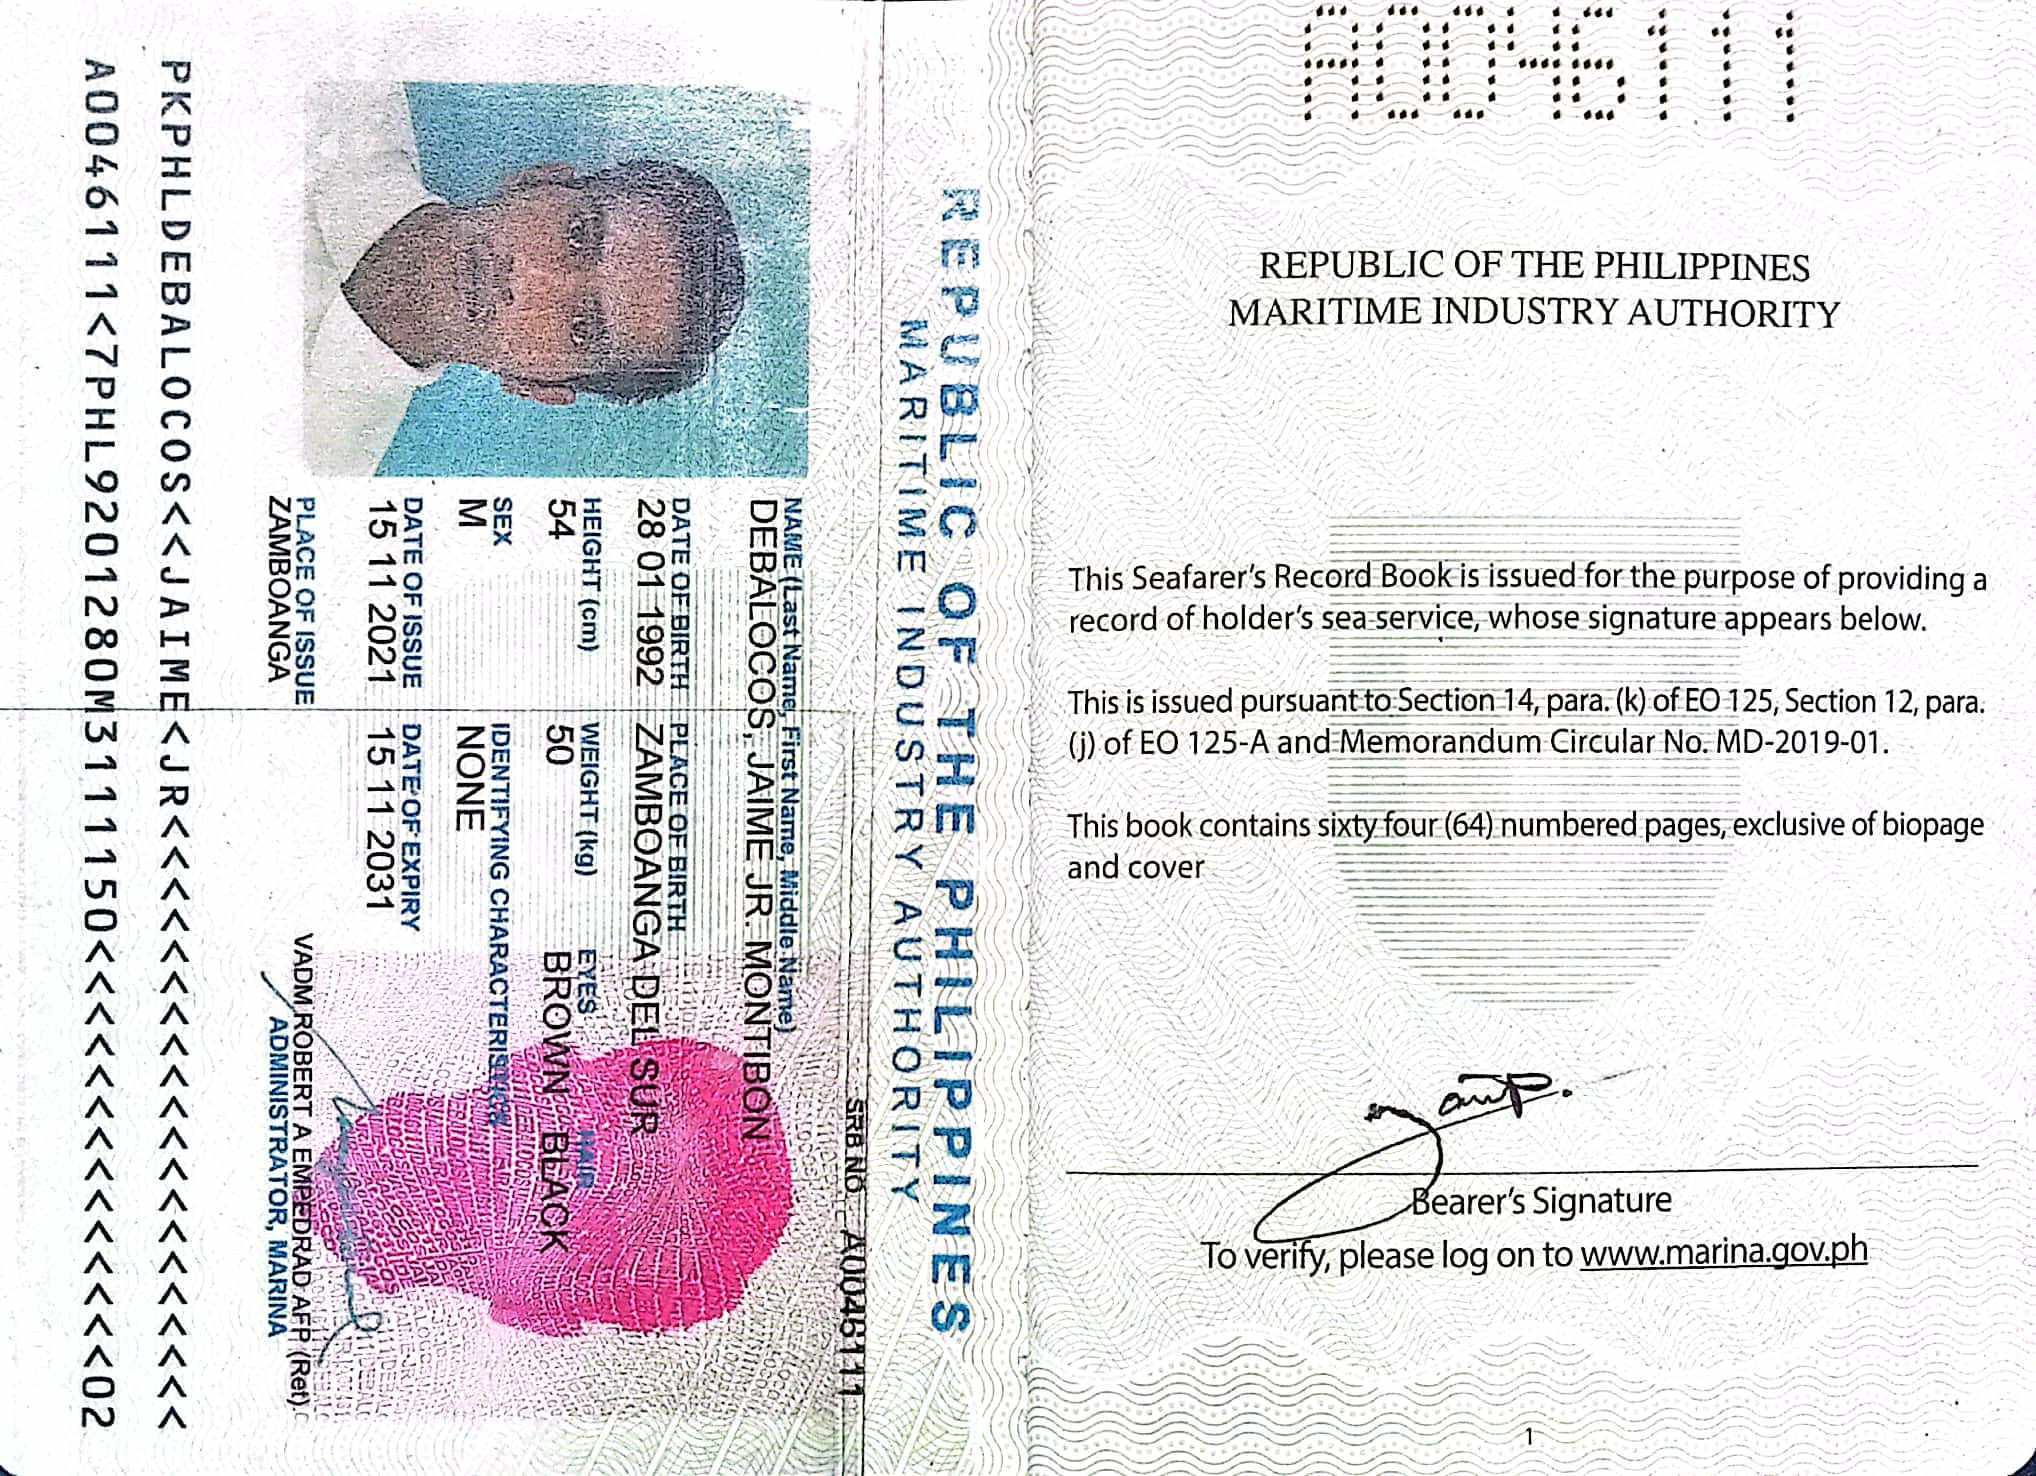 A0046111
REPUBLIC OF THE PHILIPPINES
MARITIME INDUSTRY AUTHORITY
This Seafarer's Record Book is issued for the purpose of providing a
record of holder's sea service, whose signature appears below.
This is issued pursuant to Section 14, para. (k) of EO 125, Section 12, para.
(j) of EO 125-A and Memorandum Circular No. MD-2019-01.
This book contains sixty four (64) numbered pages, exclusive of biopage
and cover
Bearer's Signature
To verify, please log on to www.marina.gov.ph
1
REPUBLIC OF THE PHILIPPINES
MARITIME INDUSTRY AUTHORITY
SRB NO. A0046111
NAME (Last Name, First Name, Middle Name)
DEBALOCOS, JAIME JR. MONTIBON
DATE OF BIRTH PLACE OF BIRTH
28 01 1992 ZAMBOANGA DEL SUR
HEIGHT (cm) WEIGHT (kg) EYES HAIR
54 50 BROWN BLACK
SEX IDENTIFYING CHARACTERISTICS
M NONE
DATE OF ISSUE DATE OF EXPIRY
15 11 2021 15 11 2031
PLACE OF ISSUE
ZAMBOANGA
VADM ROBERT A EMPEDRAD AFP (Ret).
ADMINISTRATOR, MARINA
PKPHLDEBALOCOS<<JAIME<JR<<<<<<<<<<<<<<<<<<<<
A0046111<7PHL9201280M3111150<<<<<<<<<<<<<<02